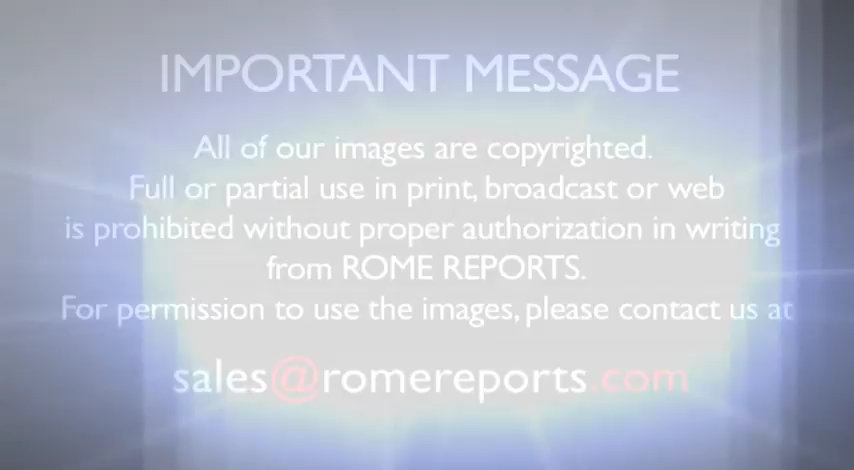 IMPORTANT MESSAGE
All of our images are copyrighted.
Full or partial use in print, broadcast or web
is prohibited without proper authorization in writing
from ROME REPORTS.
For permission to use the images, please contact us at
sales@romereports.com